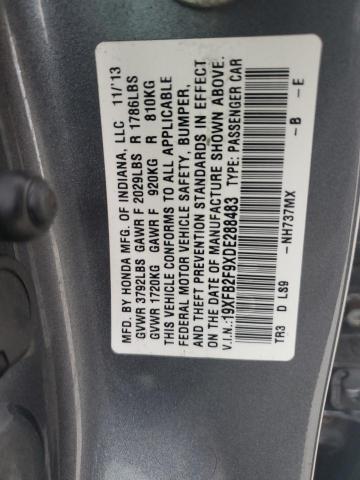 MFD. BY HONDA MFG. OF INDIANA, LLC 11/'13
GVWR 3792LBS GAWR F 2029LBS R 1786LBS
GVWR 1720KG GAWR F 920KG R 810KG
THIS VEHICLE CONFORMS TO ALL APPLICABLE
FEDERAL MOTOR VEHICLE SAFETY, BUMPER,
AND THEFT PREVENTION STANDARDS IN EFFECT
ON THE DATE OF MANUFACTURE SHOWN ABOVE.
V.I.N.:19XFB2F9XDE288483 TYPE: PASSENGER CAR
-NH737MX -B -E
TR3 D LS9